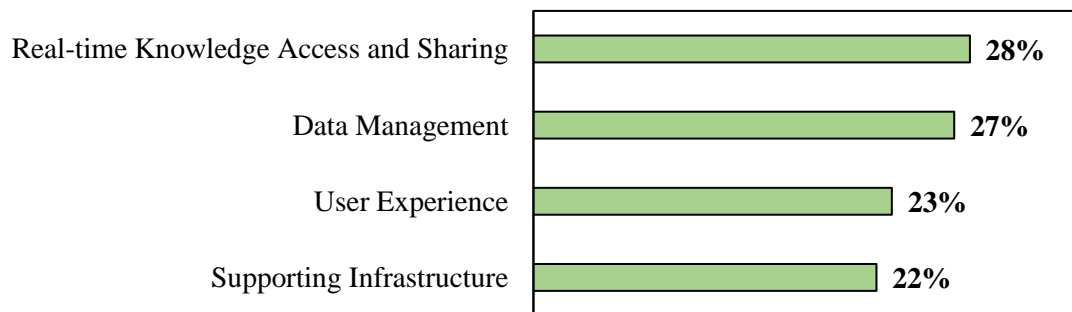 Real-time Knowledge Access and Sharing 28%
Data Management 27%
User Experience 23%
Supporting Infrastructure 22%